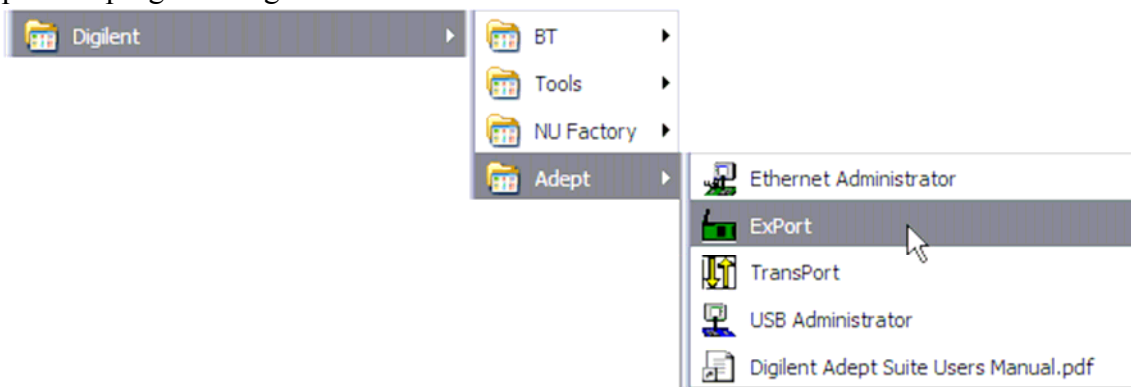 Digilent
BT
Tools
NU Factory
Adept
Ethernet Administrator
ExPort
TransPort
USB Administrator
Digilent Adept Suite Users Manual.pdf